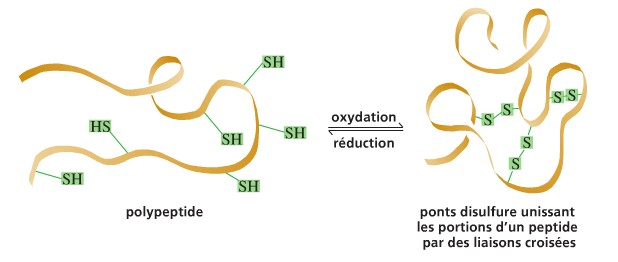 SH
SH
SH
HS
SH
SH
polypeptide
oxydation
réduction
S S
S S
S
S
ponts disulfure unissant
les portions d'un peptide
par des liaisons croisées